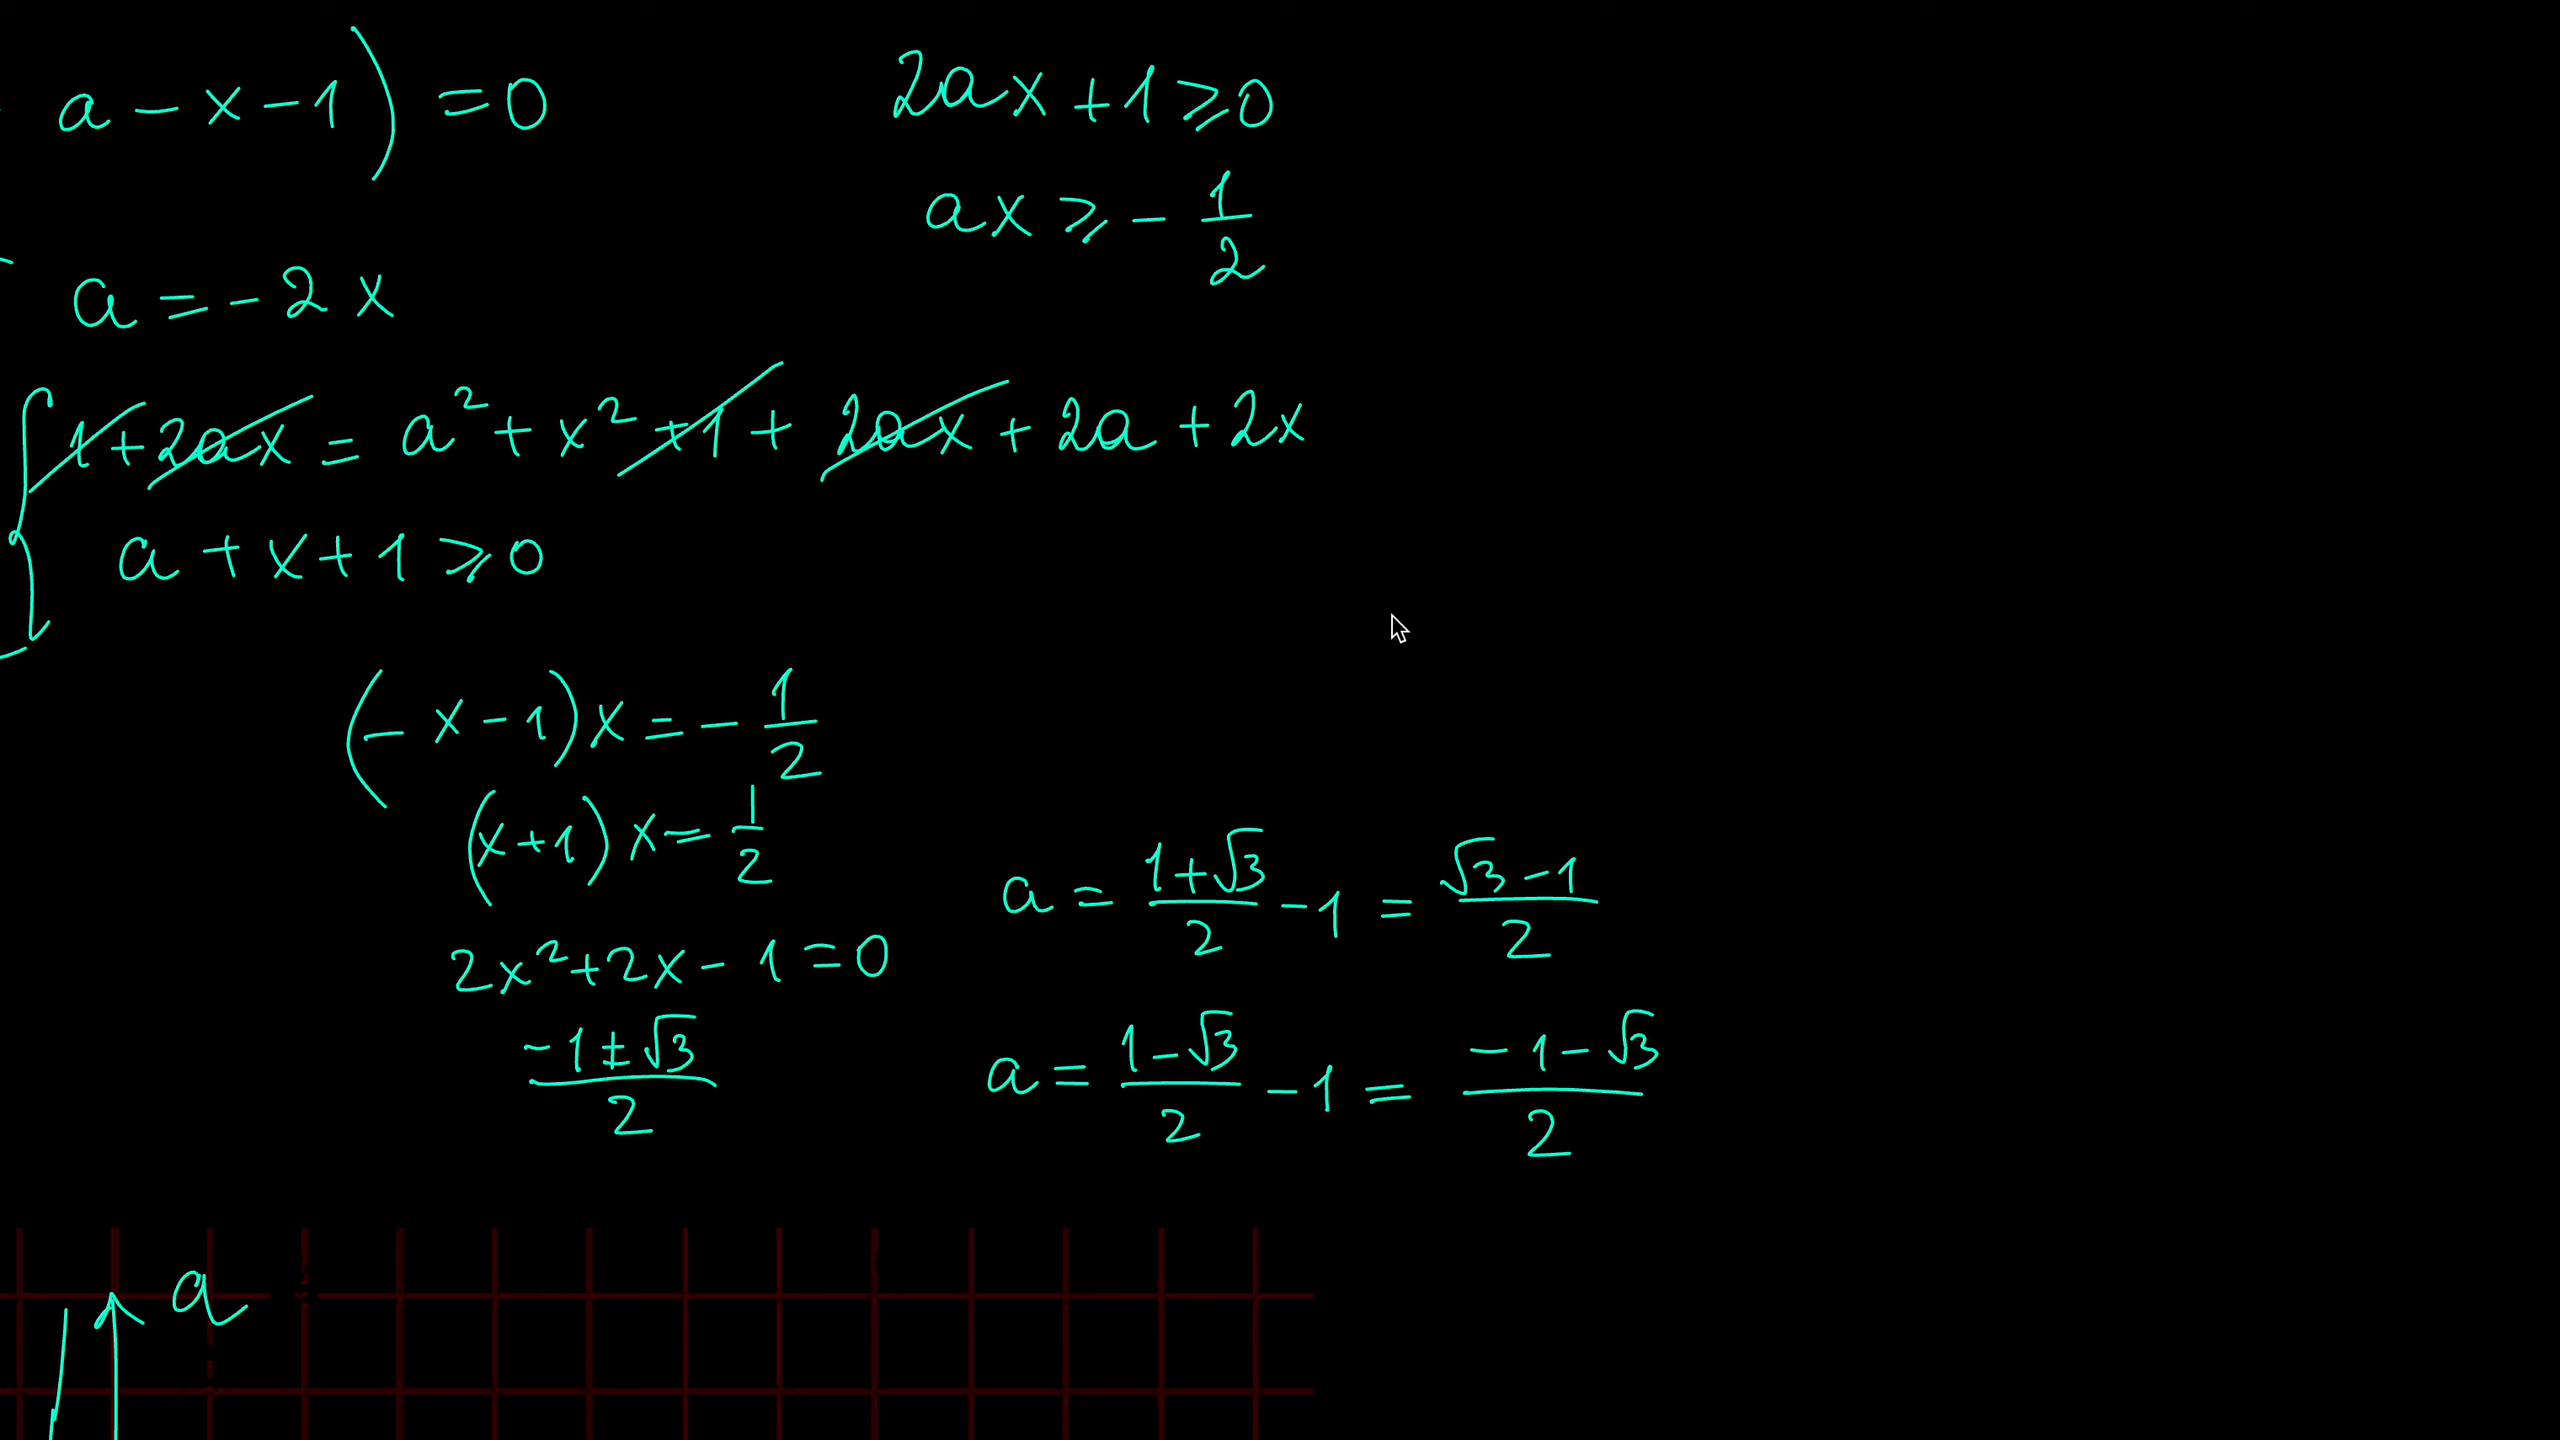 a - x - 1) = 0
2ax + 1 ⩾ 0
ax ⩾ - 1/2
a = -2x
{ 1 + 2ax = a² + x² + 1 + 2ax + 2a + 2x
a + x + 1 ⩾ 0
(- x - 1) x = - 1/2
(x + 1) x = 1/2
a = (1 + √3)/2 - 1 = (√3 - 1)/2
2x² + 2x - 1 = 0
(-1 ± √3)/2
a = (1 - √3)/2 - 1 = (-1 - √3)/2
a